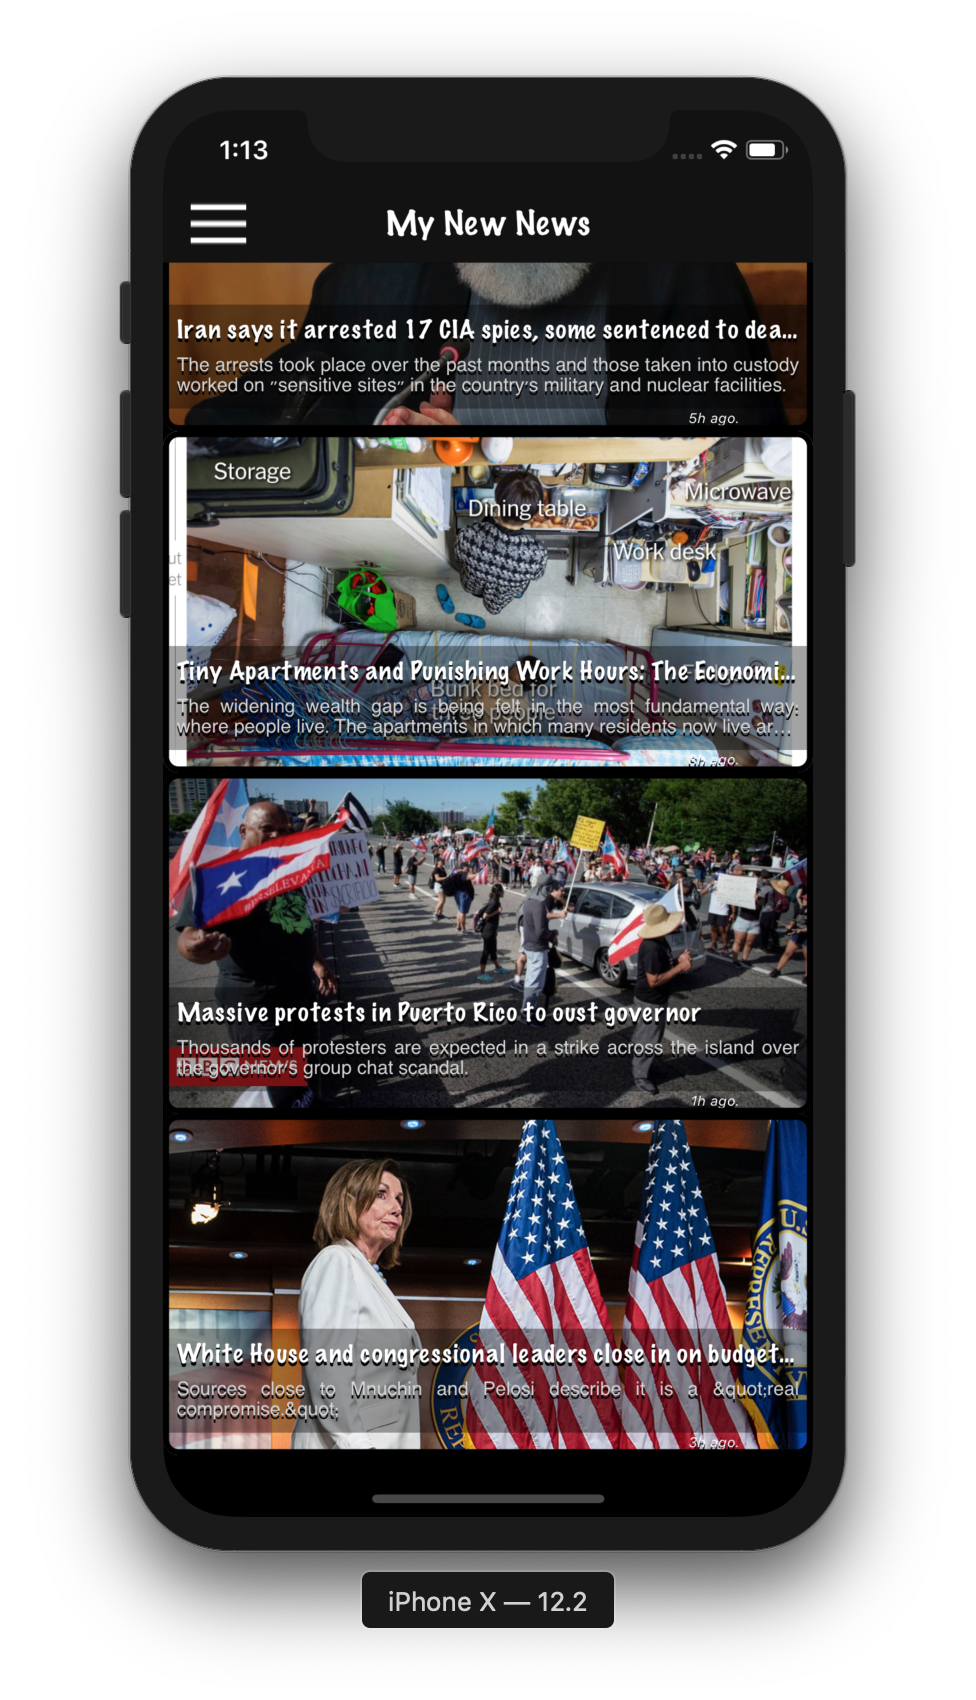 1:13
My New News
Iran says it arrested 17 CIA spies, some sentenced to dea...
The arrests took place over the past months and those taken into custody
worked on "sensitive sites" in the country's military and nuclear facilities.
5h ago.
Storage
Microwave
Dining table
Work desk
ut
et
Tiny Apartments and Punishing Work Hours: The Economi...
Bunk bed for
three people
The widening wealth gap is being felt in the most fundamental way:
where people live. The apartments in which many residents now live ar...
8h ago.
Massive protests in Puerto Rico to oust governor
Thousands of protesters are expected in a strike across the island over
the governor's group chat scandal.
BBC NEWS
1h ago.
White House and congressional leaders close in on budget...
Sources close to Mnuchin and Pelosi describe it is a &quot;real
compromise.&quot;
3h ago.
iPhone X — 12.2